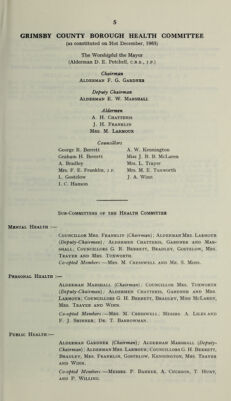 5
GRIMSBY COUNTY BOROUGH HEALTH COMMITTEE
(as constituted on 31st December, 1963)
The Worshipful the Mayor
(Alderman D. E. Petchell, C.B.E., J.P.)
Chairman
ALDERMAN F. G. GARDNER
Deputy Chairman
ALDERMAN E. W. MARSHALL
Aldermen
A. H. CHATTERIS
J. H. FRANKLIN
MRS. M. LARMOUR
Councillors
George R. Berrett
A. W. Kennington
Graham H. Berrett
Miss J. B. B. McLaren
A. Bradley
Mrs. L. Trayer
Mrs. F. E. Franklin, J.P.
Mrs. M. E. Tuxworth
L. Gostelow
J. A. Winn
I. C. Hanson
SUB-COMMITTEES OF THE HEALTH COMMITTEE
MENTAL HEALTH :—
COUNCILLOR MRS. FRANKLIN (Chairman); ALDERMAN MRS. LARMOUR
(Deputy-Chairman); ALDERMEN CHATTERIS, GARDNER AND MAR-
SHALL; COUNCILLORS G. H. BERRETT, BRADLEY, GOSTELOW, MRS.
TRAYER AND MRS. TUXWORTH.
Co-opted Members:—MRS. M. CRESSWELL AND MR. S.
PERSONAL HEALTH :—
ALDERMAN MARSHALL (Chairman); COUNCILLOR MRS. TUXWORTH
(Deputy-Chairman); ALDERMEN CHATTERIS, GARDNER AND MRS.
LARMOUR; COUNCILLORS G. H. BERRETT, BRADLEY, MISS MCLAREN,
MRS. TRAYER AND WINN.
Co-opted Members—MRS. M. CRESSWELL; MESSRS. A. AND
F. J. SKINNER; DR. T. BARROWMAN.
PUBLIC HEALTH:—
ALDERMAN GARDNER (Chairman); ALDERMAN MARSHALL (Deputy-
Chairman); ALDERMAN MRS. LARMOUR; COUNCILLORS G. H. BERRETT,
BRADLEY, MRS. FRANKLIN, GOSTELOW, KENNINGTON, MRS. TRAYER
AND WINN.
Co-opted Members—MESSRS. P. BARKER, A. T. HUNT,
AND P. WILLING.